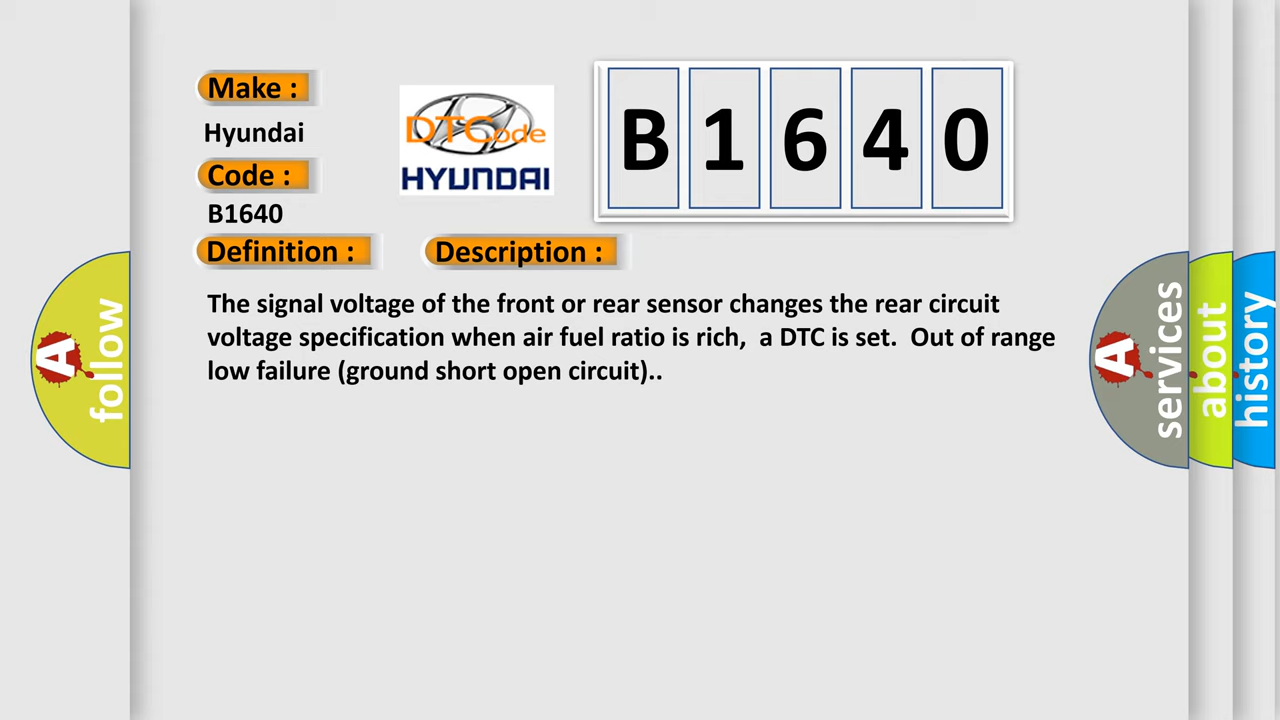 Make :
Hyundai
Code :
B1640
DTCode
HYUNDAI
B 1 6 4 0
Definition :
Description :
The signal voltage of the front or rear sensor changes the rear circuit
voltage specification when air fuel ratio is rich, a DTC is set Out of range
low failure (ground short open circuit)..
A
follow
A
services
about
history